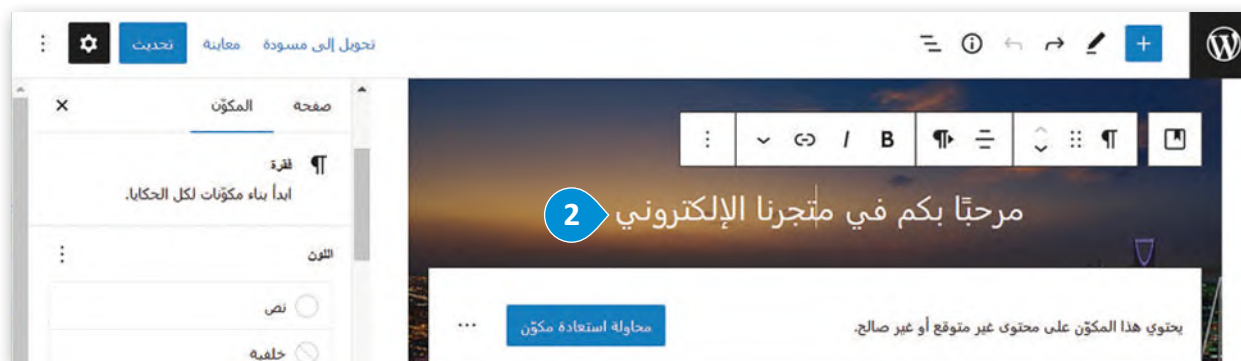 تحويل إلى مسودة معاينة تحديث
صفحة المكوّن
B I
مرحبًا بكم في متجرنا الإلكتروني
2
فقرة
ابدأ بناء مكوّنات لكل الحكايا.
اللون
نص
خلفية
يحتوي هذا المكوّن على محتوى غير متوقع أو غير صالح.
محاولة استعادة مكوّن